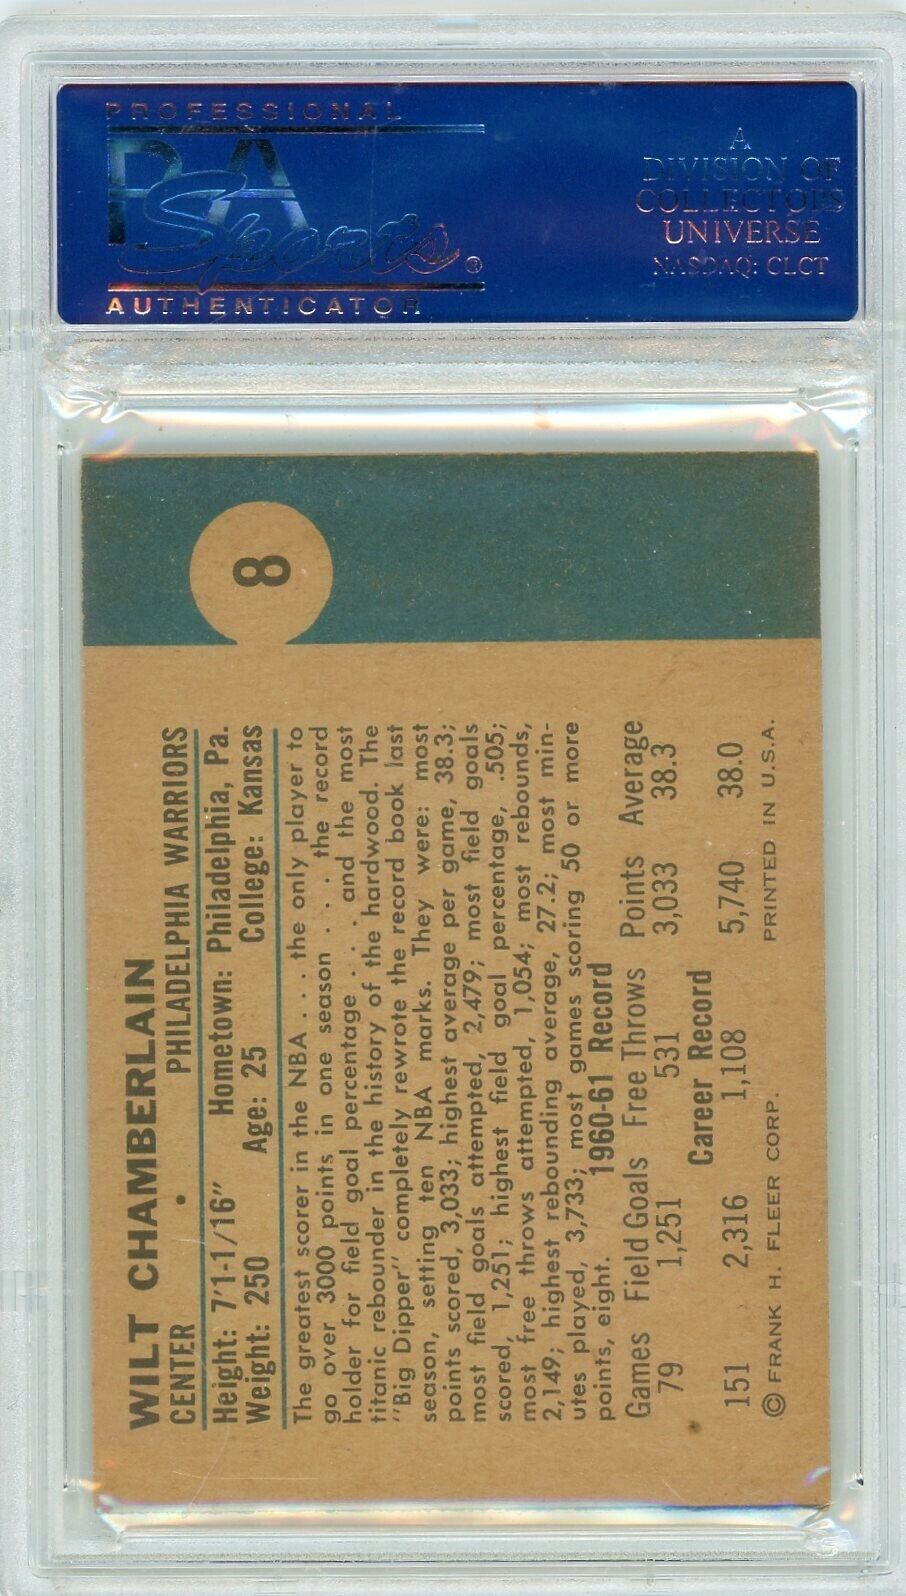 PROFESSIONAL
PSA
Sports®
AUTHENTICATOR
A
DIVISION OF
COLLECTORS
UNIVERSE
NASDAQ: CLCT
8
WILT CHAMBERLAIN
CENTER • PHILADELPHIA WARRIORS
Height: 7'1-1/16" Hometown: Philadelphia, Pa.
Weight: 250 Age: 25 College: Kansas
The greatest scorer in the NBA . . . the only player to
go over 3000 points in one season . . . the record
holder for field goal percentage . . . and the most
titanic rebounder in the history of the hardwood. The
"Big Dipper" completely rewrote the record book last
season, setting ten NBA marks. They were: most
points scored, 3,033; highest average per game, 38.3;
most field goals attempted, 2,479; most field goals
scored, 1,251; highest field goal percentage, .505;
most free throws attempted, 1,054; most rebounds,
2,149; highest rebounding average, 27.2; most min-
utes played, 3,733; most games scoring 50 or more
points, eight.
1960-61 Record
Games Field Goals Free Throws Points Average
79 1,251 531 3,033 38.3
Career Record
151 2,316 1,108 5,740 38.0
© FRANK H. FLEER CORP. PRINTED IN U.S.A.